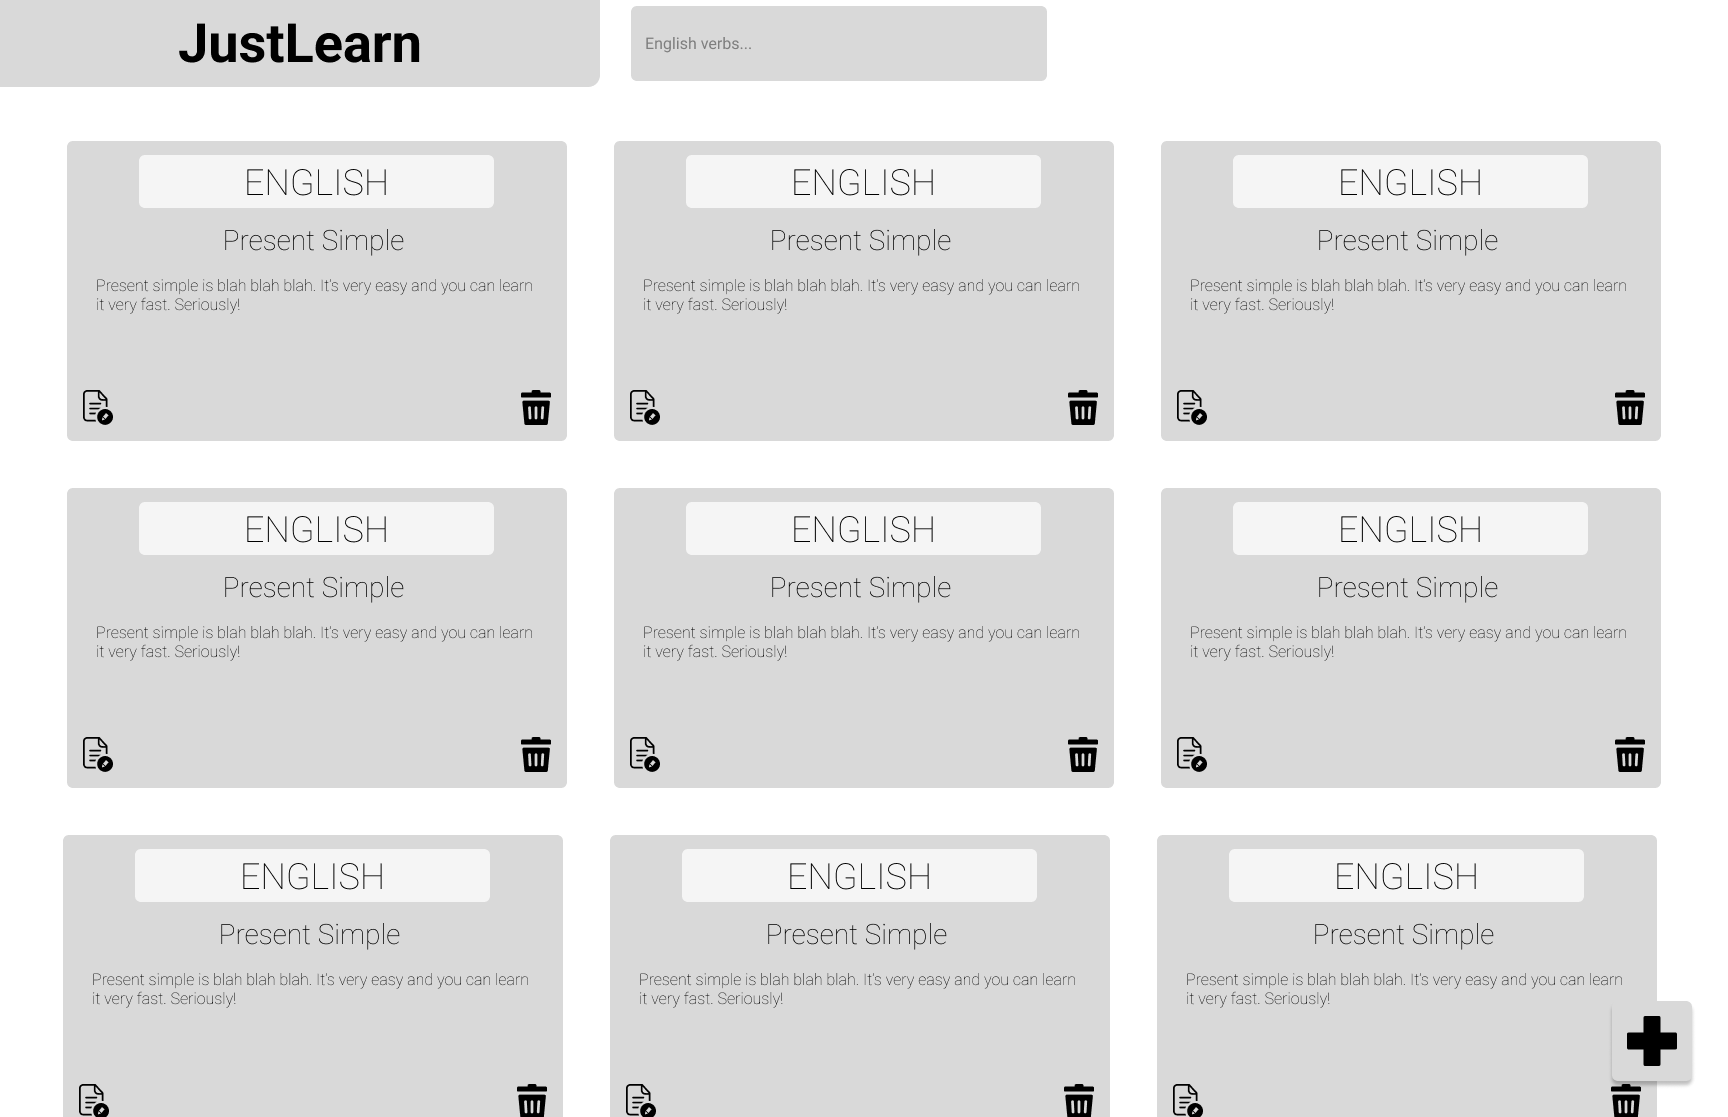 JustLearn
English verbs...
ENGLISH
Present Simple
Present simple is blah blah blah. It's very easy and you can learn
it very fast. Seriously!
ENGLISH
Present Simple
Present simple is blah blah blah. It's very easy and you can learn
it very fast. Seriously!
ENGLISH
Present Simple
Present simple is blah blah blah. It's very easy and you can learn
it very fast. Seriously!
ENGLISH
Present Simple
Present simple is blah blah blah. It's very easy and you can learn
it very fast. Seriously!
ENGLISH
Present Simple
Present simple is blah blah blah. It's very easy and you can learn
it very fast. Seriously!
ENGLISH
Present Simple
Present simple is blah blah blah. It's very easy and you can learn
it very fast. Seriously!
ENGLISH
Present Simple
Present simple is blah blah blah. It's very easy and you can learn
it very fast. Seriously!
ENGLISH
Present Simple
Present simple is blah blah blah. It's very easy and you can learn
it very fast. Seriously!
ENGLISH
Present Simple
Present simple is blah blah blah. It's very easy and you can learn
it very fast. Seriously!